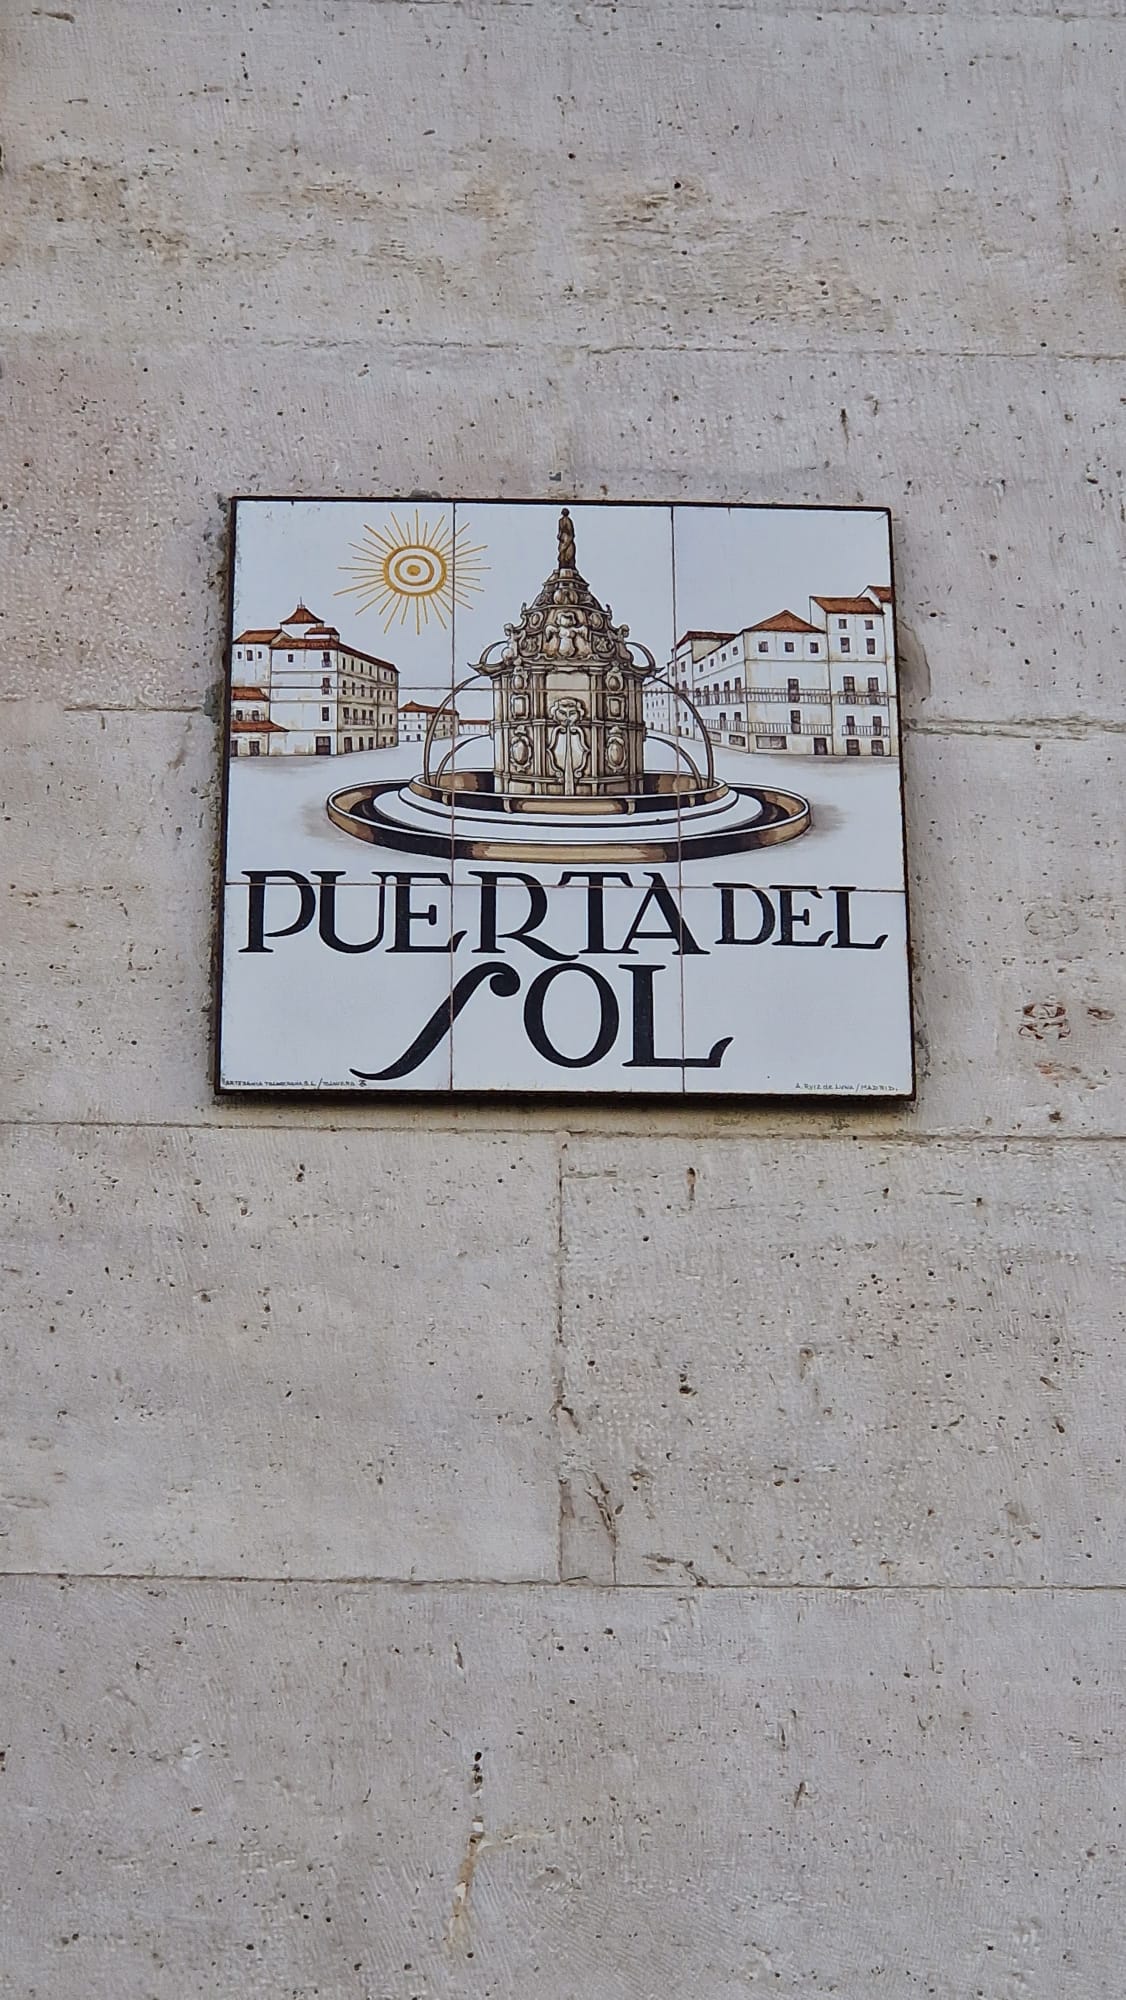 PUERTA DEL
SOL
ARTESANIA TALAVERANA S.L. / TALAVERA
A. RUIZ de LUNA / MADRID.